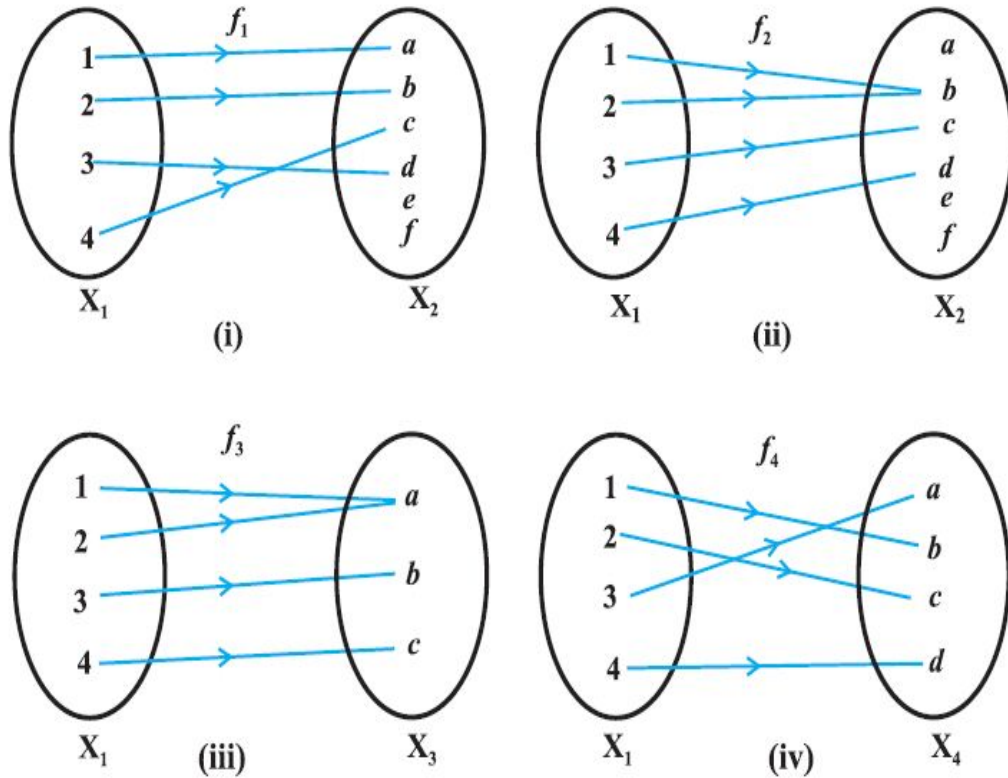 f₁
1 a
2 b
c
3 d
e
4 f
X₁ X₂
(i)
f₂
1 a
2 b
c
3 d
e
4 f
X₁ X₂
(ii)
f₃
1 a
2
3 b
4 c
X₁ X₃
(iii)
f₄
1 a
2 b
3 c
4 d
X₁ X₄
(iv)